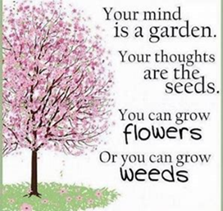 Your mind
is a garden.
Your thoughts
are the
seeds.
You can grow
flowers
Or you can grow
weeds